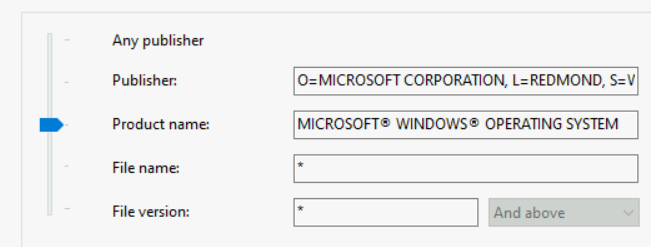 Any publisher
Publisher: O=MICROSOFT CORPORATION, L=REDMOND, S=
Product name: MICROSOFT® WINDOWS® OPERATING SYSTEM
File name: *
File version: * And above